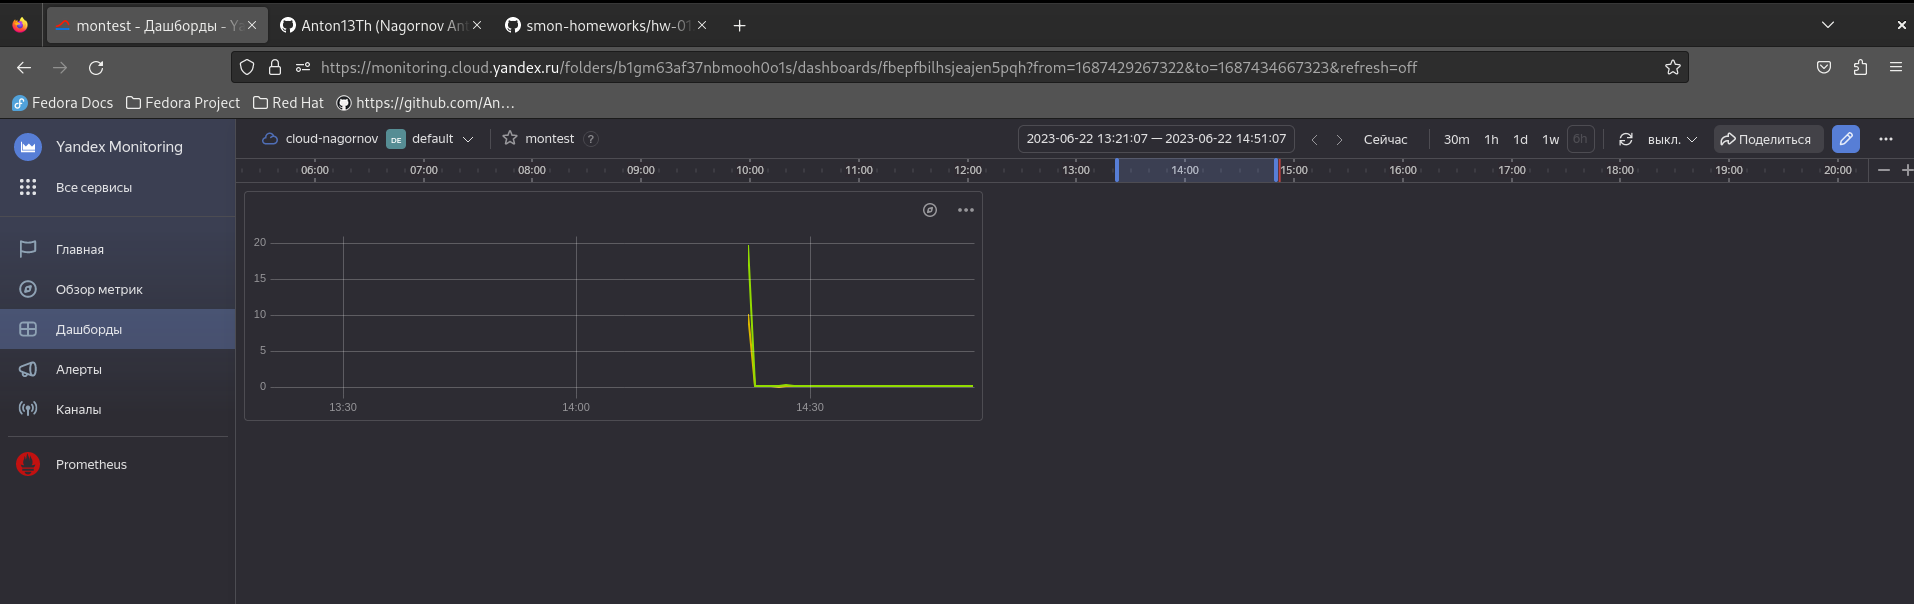 montest - Дашборды - Ya
Anton13Th (Nagornov Ant
smon-homeworks/hw-01
https://monitoring.cloud.yandex.ru/folders/b1gm63af37nbmooh0o1s/dashboards/fbepfbilhsjeajen5pqh?from=1687429267322&to=1687434667323&refresh=off
Fedora Docs Fedora Project Red Hat https://github.com/An...
Yandex Monitoring
Все сервисы
Главная
Обзор метрик
Дашборды
Алерты
Каналы
Prometheus
cloud-nagornov DE default montest ? 2023-06-22 13:21:07 — 2023-06-22 14:51:07 Сейчас 30m 1h 1d 1w 6h выкл. Поделиться
06:00 07:00 08:00 09:00 10:00 11:00 12:00 13:00 14:00 15:00 16:00 17:00 18:00 19:00 20:00
20
15
10
5
0
13:30 14:00 14:30